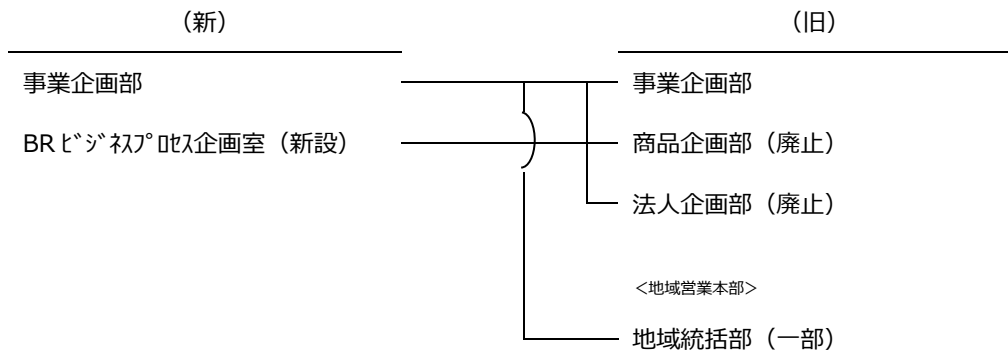 （新） （旧）
事業企画部 事業企画部
BR ﾋﾞｼﾞﾈｽﾌﾟﾛｾｽ企画室（新設） 商品企画部（廃止）
法人企画部（廃止）
＜地域営業本部＞
地域統括部（一部）